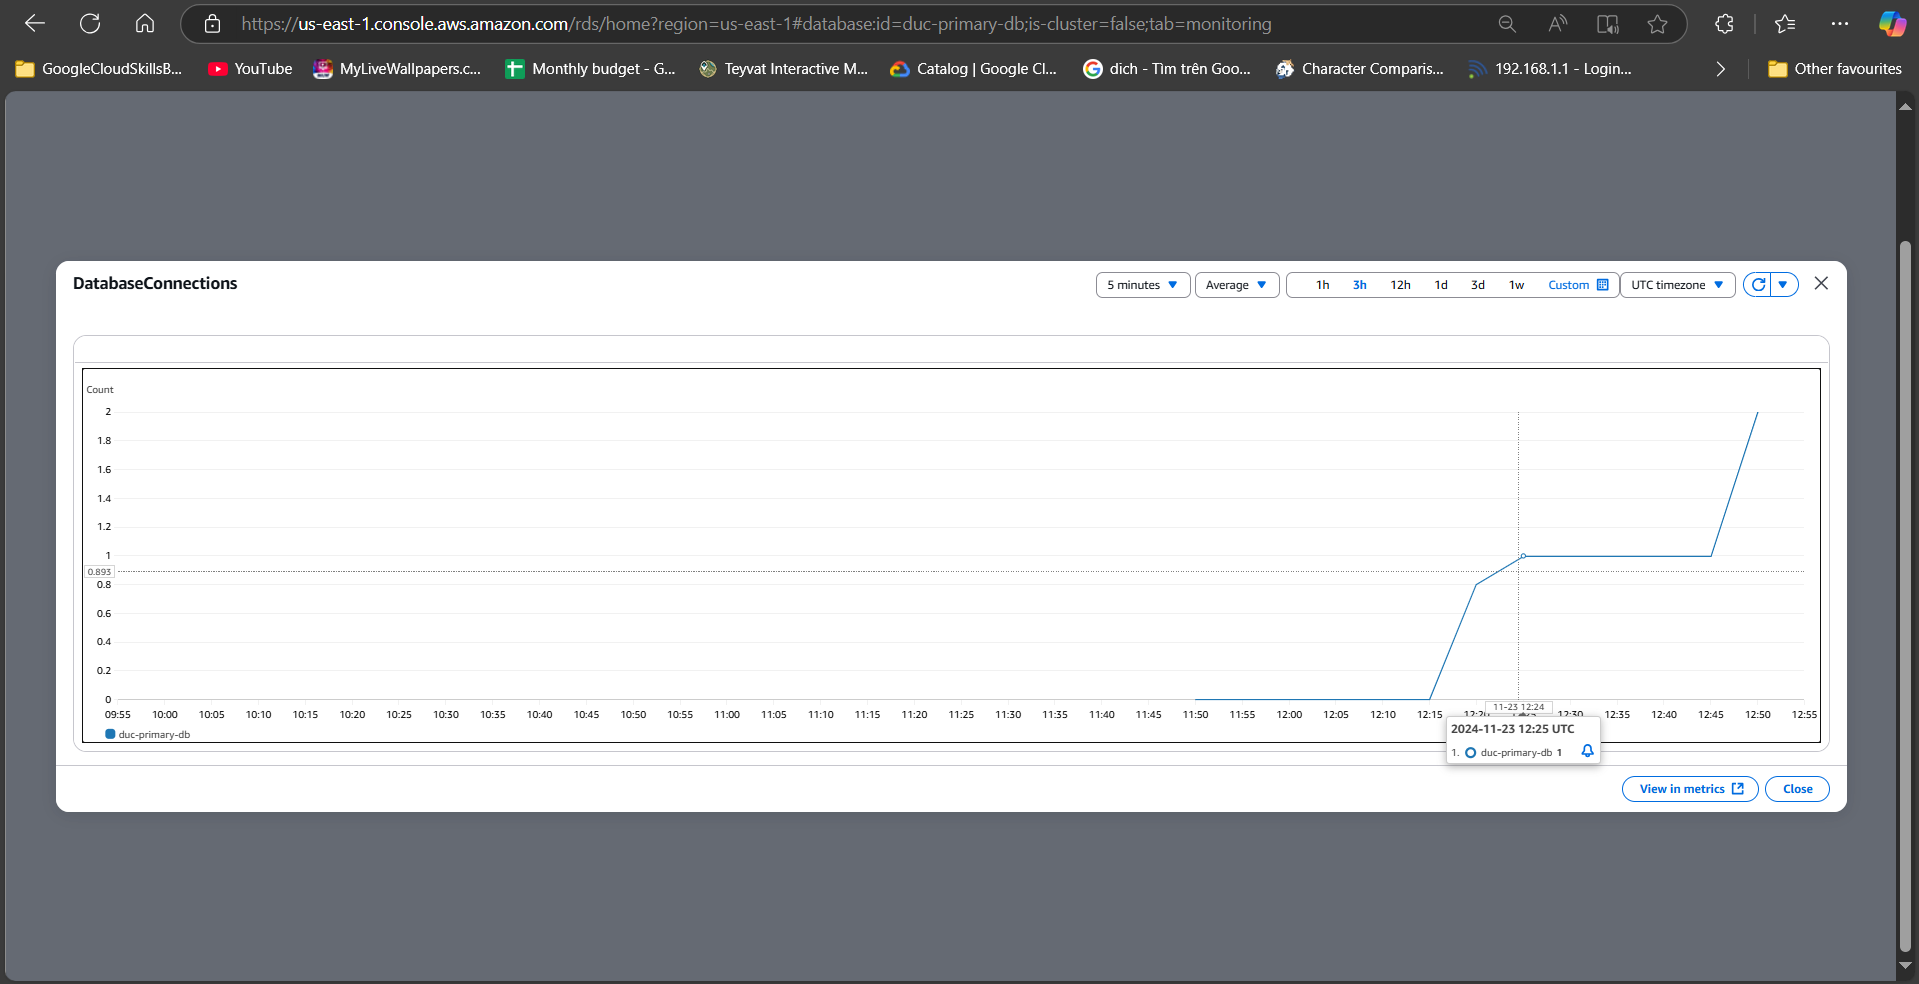 https://us-east-1.console.aws.amazon.com/rds/home?region=us-east-1#database:id=duc-primary-db;is-cluster=false;tab=monitoring
GoogleCloudSkillsB... YouTube MyLiveWallpapers.c... Monthly budget - G... Teyvat Interactive M... Catalog | Google Cl... dich - Tìm trên Goo... Character Comparis... 192.168.1.1 - Login... Other favourites
DatabaseConnections 5 minutes Average 1h 3h 12h 1d 3d 1w Custom UTC timezone
Count
2
1.8
1.6
1.4
1.2
1
0.893
0.8
0.6
0.4
0.2
0
11-23 12:24
09:55 10:00 10:05 10:10 10:15 10:20 10:25 10:30 10:35 10:40 10:45 10:50 10:55 11:00 11:05 11:10 11:15 11:20 11:25 11:30 11:35 11:40 11:45 11:50 11:55 12:00 12:05 12:10 12:15 12:20 12:25 12:30 12:35 12:40 12:45 12:50 12:55
duc-primary-db
2024-11-23 12:25 UTC
1. duc-primary-db 1
View in metrics Close